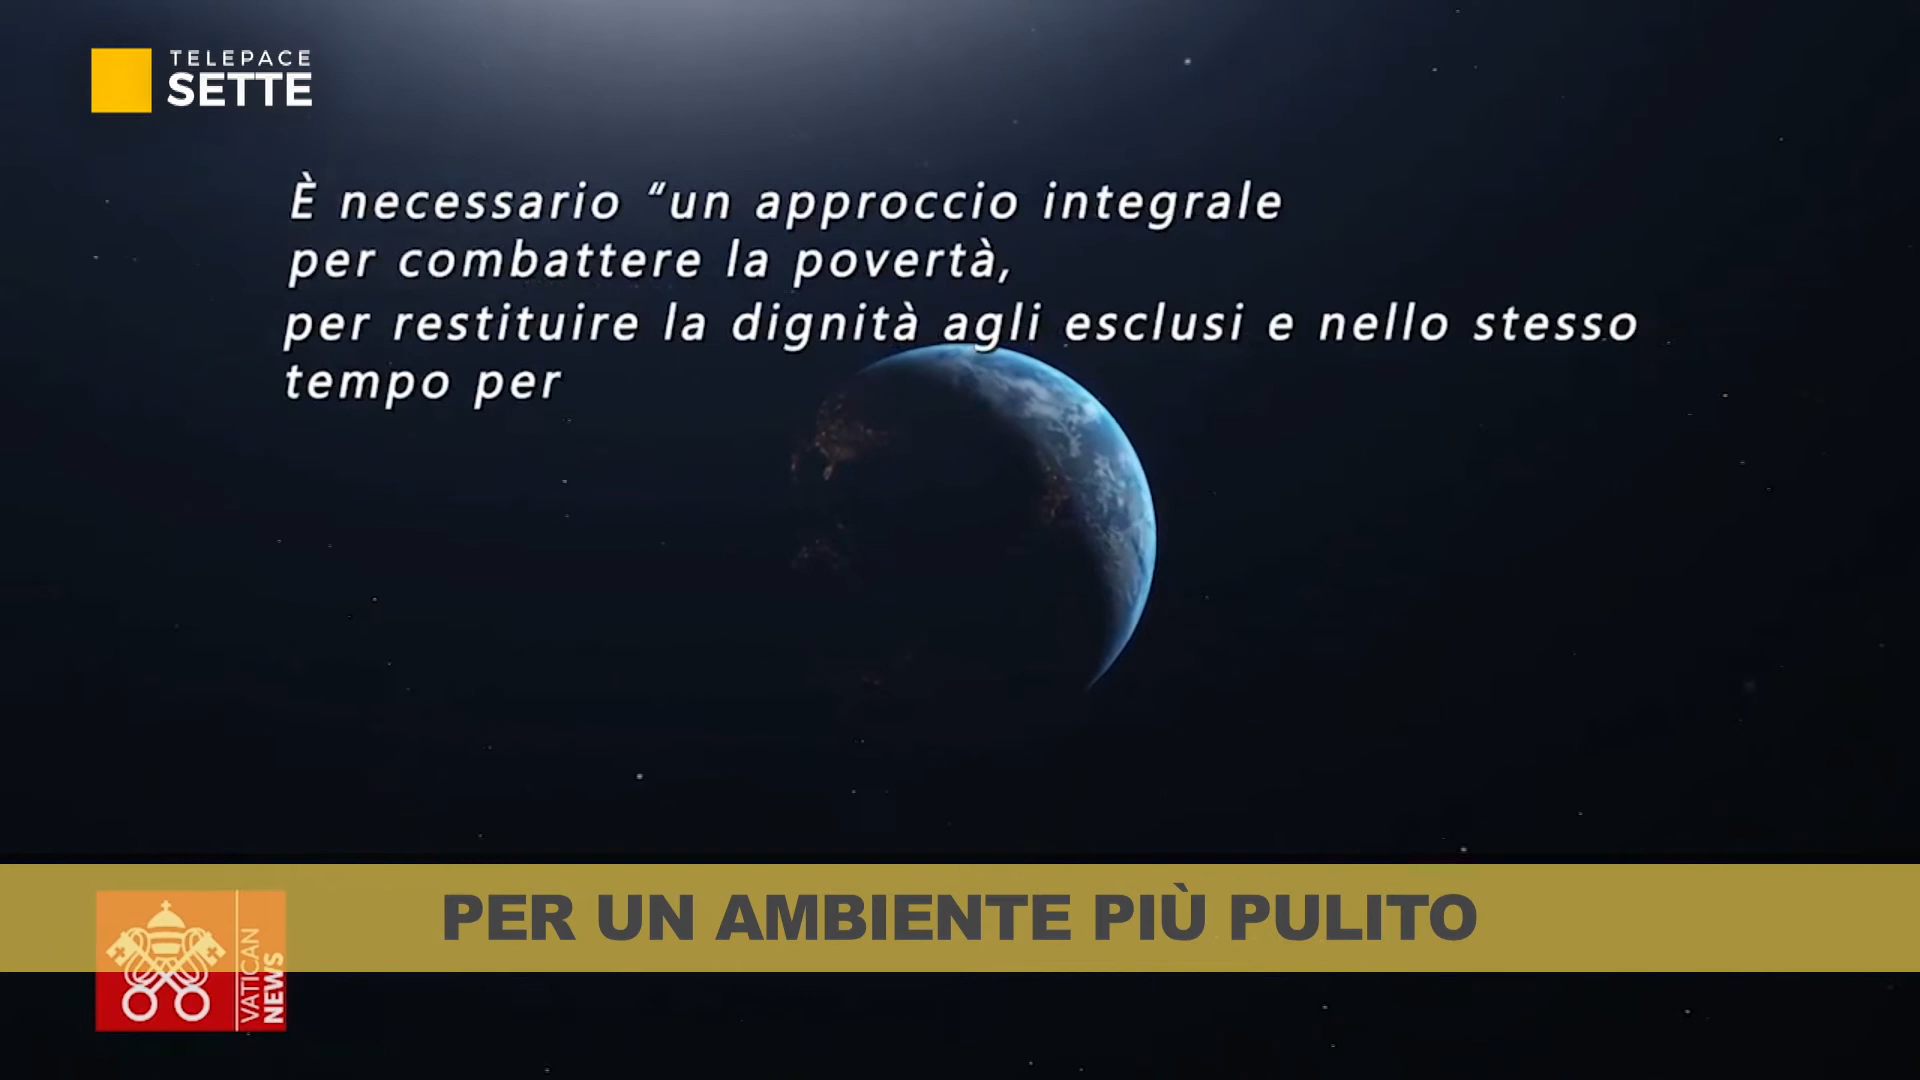 TELEPACE
SETTE
È necessario “un approccio integrale
per combattere la povertà,
per restituire la dignità agli esclusi e nello stesso
tempo per
PER UN AMBIENTE PIÙ PULITO
VATICAN
NEWS